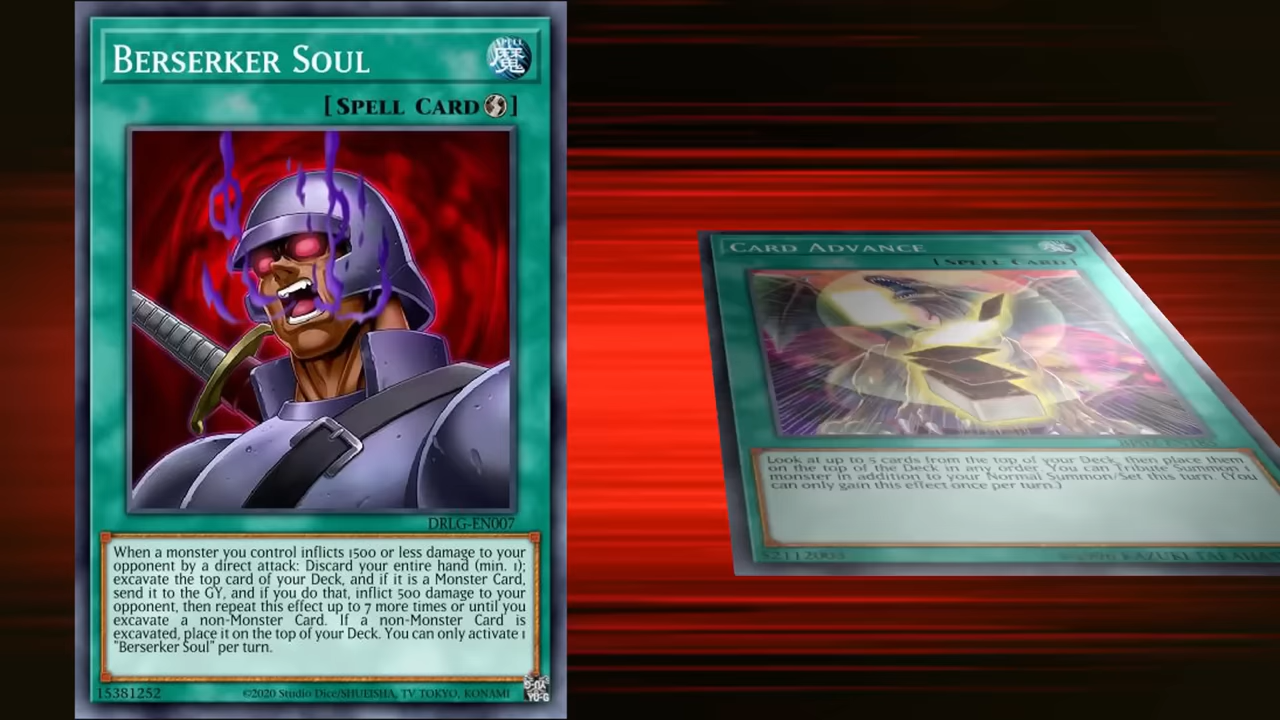 BERSERKER SOUL
SPELL
魔
[SPELL CARD]
DRLG-EN007
When a monster you control inflicts 1500 or less damage to your
opponent by a direct attack: Discard your entire hand (min. 1);
excavate the top card of your Deck, and if it is a Monster Card,
send it to the GY, and if you do that, inflict 500 damage to your
opponent, then repeat this effect up to 7 more times or until you
excavate a non-Monster Card. If a non-Monster Card is
excavated, place it on the top of your Deck. You can only activate 1
"Berserker Soul" per turn.
15381252
©2020 Studio Dice/SHUEISHA, TV TOKYO, KONAMI
CARD ADVANCE
[SPELL CARD]
Look at up to 5 cards from the top of your Deck, then place them
on the top of the Deck in any order. You can Tribute Summon 1
monster in addition to your Normal Summon/Set this turn. (You
can only gain this effect once per turn.)
52112003
KAZUKI